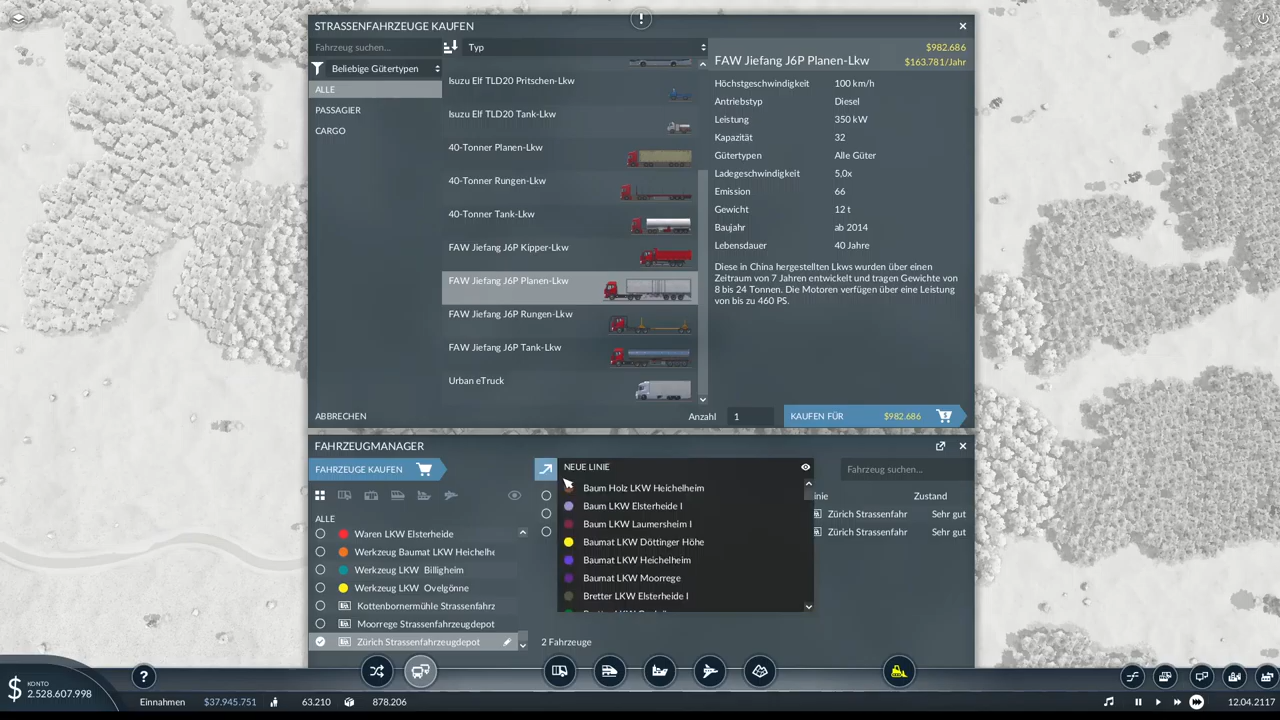 STRASSENFAHRZEUGE KAUFEN
Fahrzeug suchen...
Typ
Beliebige Gütertypen
ALLE
PASSAGIER
CARGO
Isuzu Elf TLD20 Pritschen-Lkw
Isuzu Elf TLD20 Tank-Lkw
40-Tonner Planen-Lkw
40-Tonner Rungen-Lkw
40-Tonner Tank-Lkw
FAW Jiefang J6P Kipper-Lkw
FAW Jiefang J6P Planen-Lkw
FAW Jiefang J6P Rungen-Lkw
FAW Jiefang J6P Tank-Lkw
Urban eTruck
$982.686
FAW Jiefang J6P Planen-Lkw
$163.781/Jahr
Höchstgeschwindigkeit 100 km/h
Antriebstyp Diesel
Leistung 350 kW
Kapazität 32
Gütertypen Alle Güter
Ladegeschwindigkeit 5,0x
Emission 66
Gewicht 12 t
Baujahr ab 2014
Lebensdauer 40 Jahre
Diese in China hergestellten Lkws wurden über einen
Zeitraum von 7 Jahren entwickelt und tragen Gewichte von
8 bis 24 Tonnen. Die Motoren verfügen über eine Leistung
von bis zu 460 PS.
ABBRECHEN
Anzahl 1
KAUFEN FÜR $982.686
FAHRZEUGMANAGER
FAHRZEUGE KAUFEN
NEUE LINIE
Fahrzeug suchen...
ALLE
Waren LKW Elsterheide
Werkzeug Baumat LKW Heichelhe
Werkzeug LKW Billigheim
Werkzeug LKW Ovelgönne
Kottenbornermühle Strassenfahrz
Moorrege Strassenfahrzeugdepot
Zürich Strassenfahrzeugdepot
Baum Holz LKW Heichelheim
Baum LKW Elsterheide I
Baum LKW Laumersheim I
Baumat LKW Döttinger Höhe
Baumat LKW Heichelheim
Baumat LKW Moorrege
Bretter LKW Elsterheide I
inie Zustand
Zürich Strassenfahr Sehr gut
Zürich Strassenfahr Sehr gut
2 Fahrzeuge
KONTO
$ 2.528.607.998
?
Einnahmen $37.945.751 63.210 878.206
12.04.2117